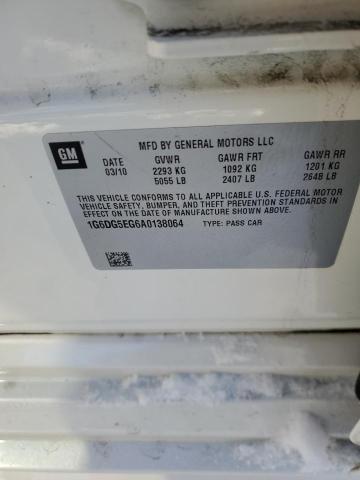 GM
MFD BY GENERAL MOTORS LLC
DATE GVWR GAWR FRT GAWR RR
03/10 2293 KG 1092 KG 1201 KG
5055 LB 2407 LB 2648 LB
THIS VEHICLE CONFORMS TO ALL APPLICABLE U.S. FEDERAL MOTOR
VEHICLE SAFETY, BUMPER, AND THEFT PREVENTION STANDARDS
IN EFFECT ON THE DATE OF MANUFACTURE SHOWN ABOVE.
1G6DG5EG6A0138064 TYPE: PASS CAR